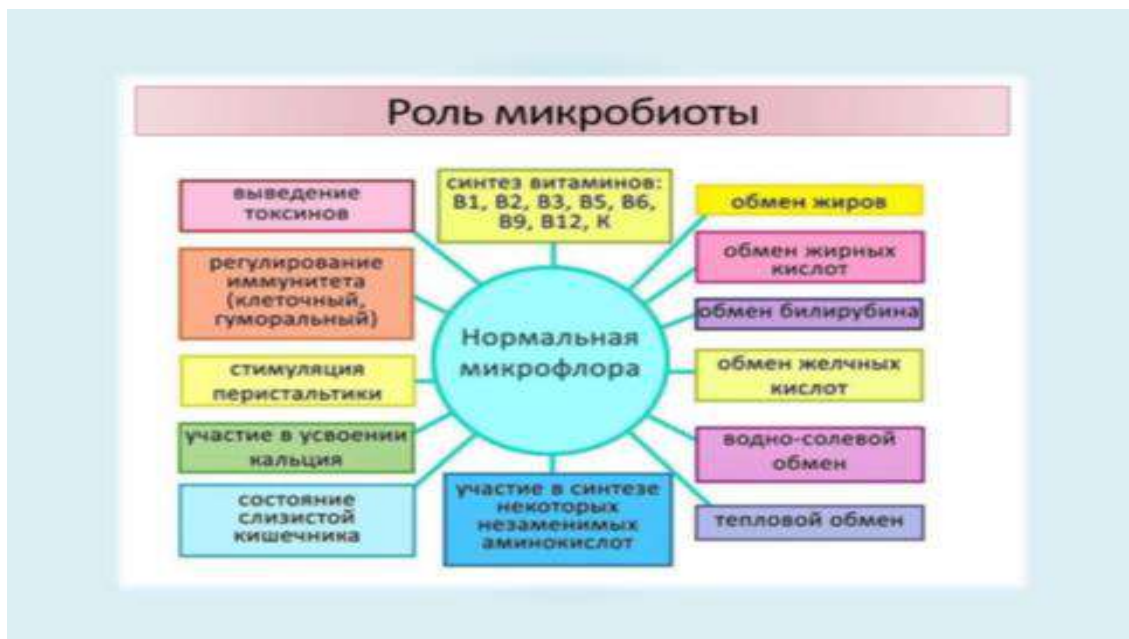 Роль микробиоты
выведение
токсинов
регулирование
иммунитета
(клеточный,
гуморальный)
стимуляция
перистальтики
участие в усвоении
кальция
состояние
слизистой
кишечника
синтез витаминов:
В1, В2, В3, В5, В6,
В9, В12, К
Нормальная
микрофлора
участие в синтезе
некоторых
незаменимых
аминокислот
обмен жиров
обмен жирных
кислот
обмен билирубина
обмен желчных
кислот
водно-солевой
обмен
тепловой обмен